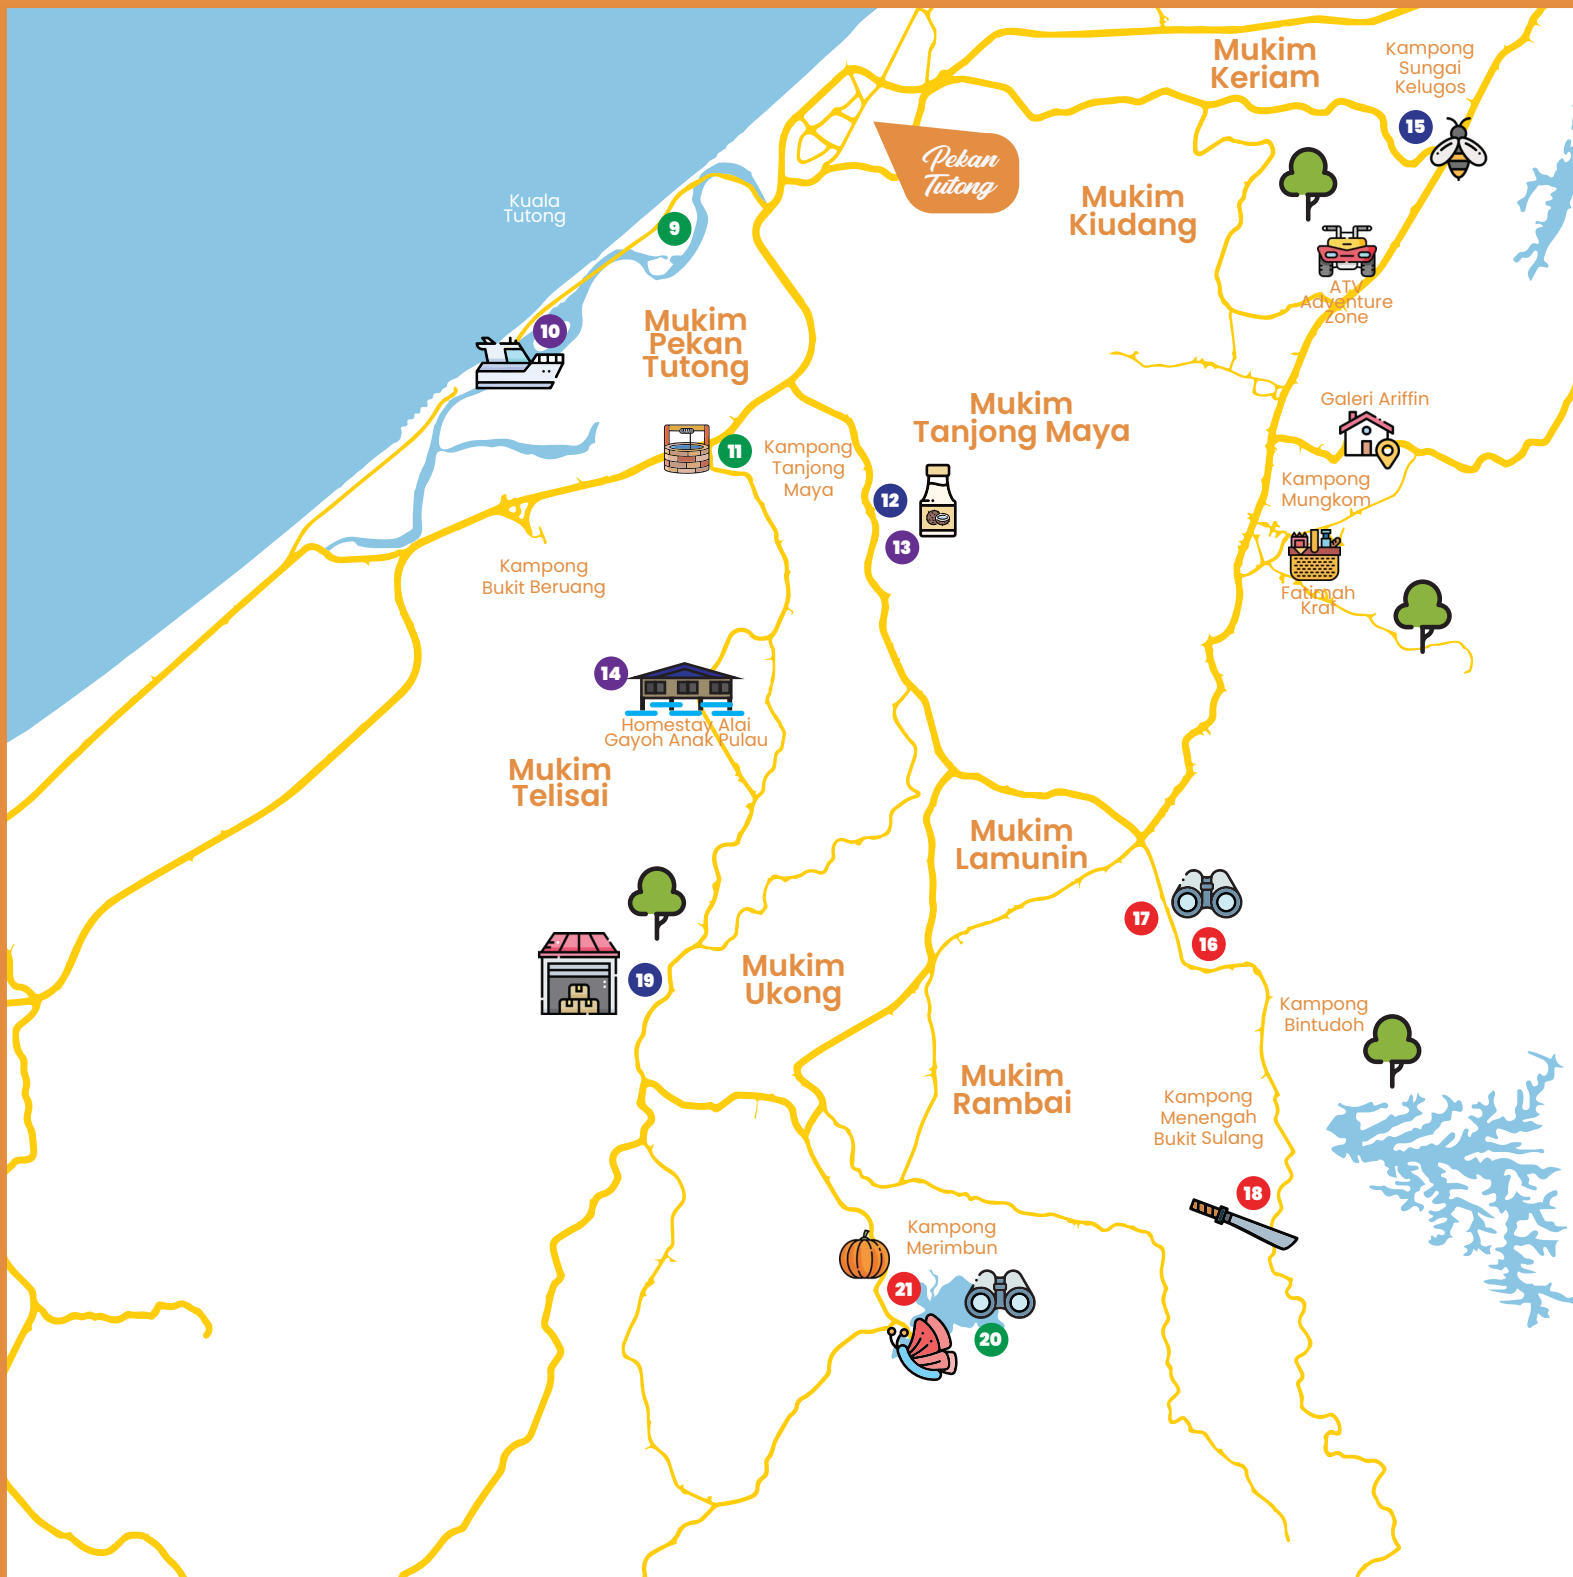 Mukim
Keriam
Kampong
Sungai
Kelugos
15
Pekan
Tutong
Mukim
Kiudang
Kuala
Tutong
9
ATV
Adventure
Zone
10
Mukim
Pekan
Tutong
Galeri Ariffin
Mukim
Tanjong Maya
11
Kampong
Tanjong
Maya
Kampong
Mungkom
12
13
Kampong
Bukit Beruang
Fatimah
Kraf
14
Homestay Alai
Gayoh Anak Pulau
Mukim
Telisai
Mukim
Lamunin
17
16
Mukim
Ukong
19
Kampong
Bintudoh
Mukim
Rambai
Kampong
Menengah
Bukit Sulang
18
Kampong
Merimbun
21
20